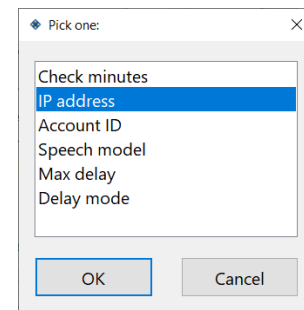 Pick one:
Check minutes
IP address
Account ID
Speech model
Max delay
Delay mode
OK
Cancel